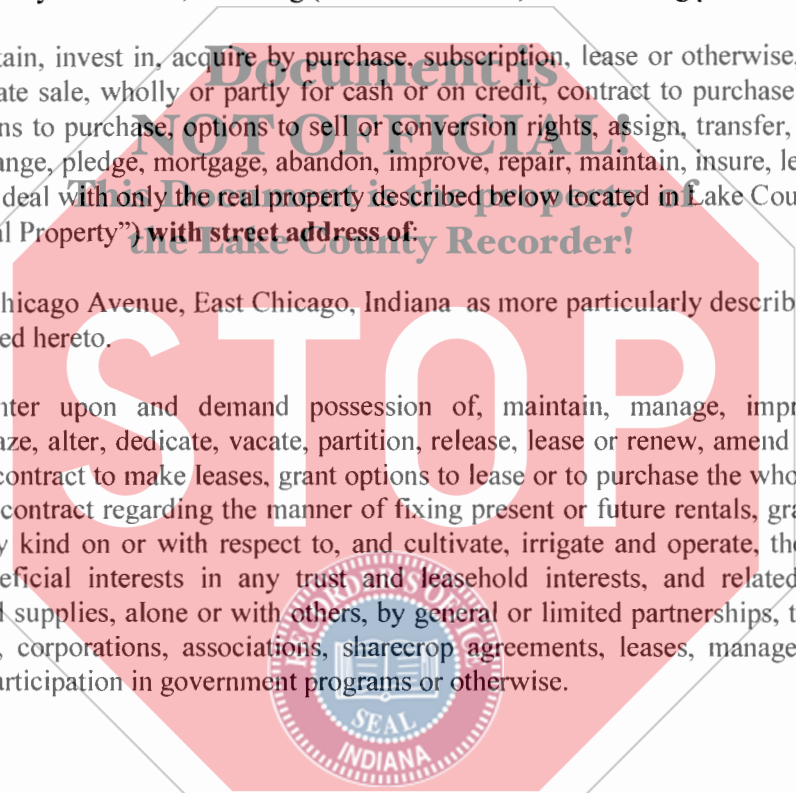 tain, invest in, acquire by purchase, subscription, lease or otherwise,
ate sale, wholly or partly for cash or on credit, contract to purchase
ns to purchase, options to sell or conversion rights, assign, transfer,
ange, pledge, mortgage, abandon, improve, repair, maintain, insure, le
deal with only the real property described below located in Lake Cou
al Property”) with street address of:
hicago Avenue, East Chicago, Indiana as more particularly describ
ed hereto.
nter upon and demand possession of, maintain, manage, impr
aze, alter, dedicate, vacate, partition, release, lease or renew, amend
contract to make leases, grant options to lease or to purchase the who
contract regarding the manner of fixing present or future rentals, gra
y kind on or with respect to, and cultivate, irrigate and operate, the
eficial interests in any trust and leasehold interests, and related
d supplies, alone or with others, by general or limited partnerships, t
, corporations, associations, sharecrop agreements, leases, manage
articipation in government programs or otherwise.
Document is
NOT OFFICIAL!
This Document is the property of
the Lake County Recorder!
STOP
RECORDER'S OFFICE
SEAL
INDIANA